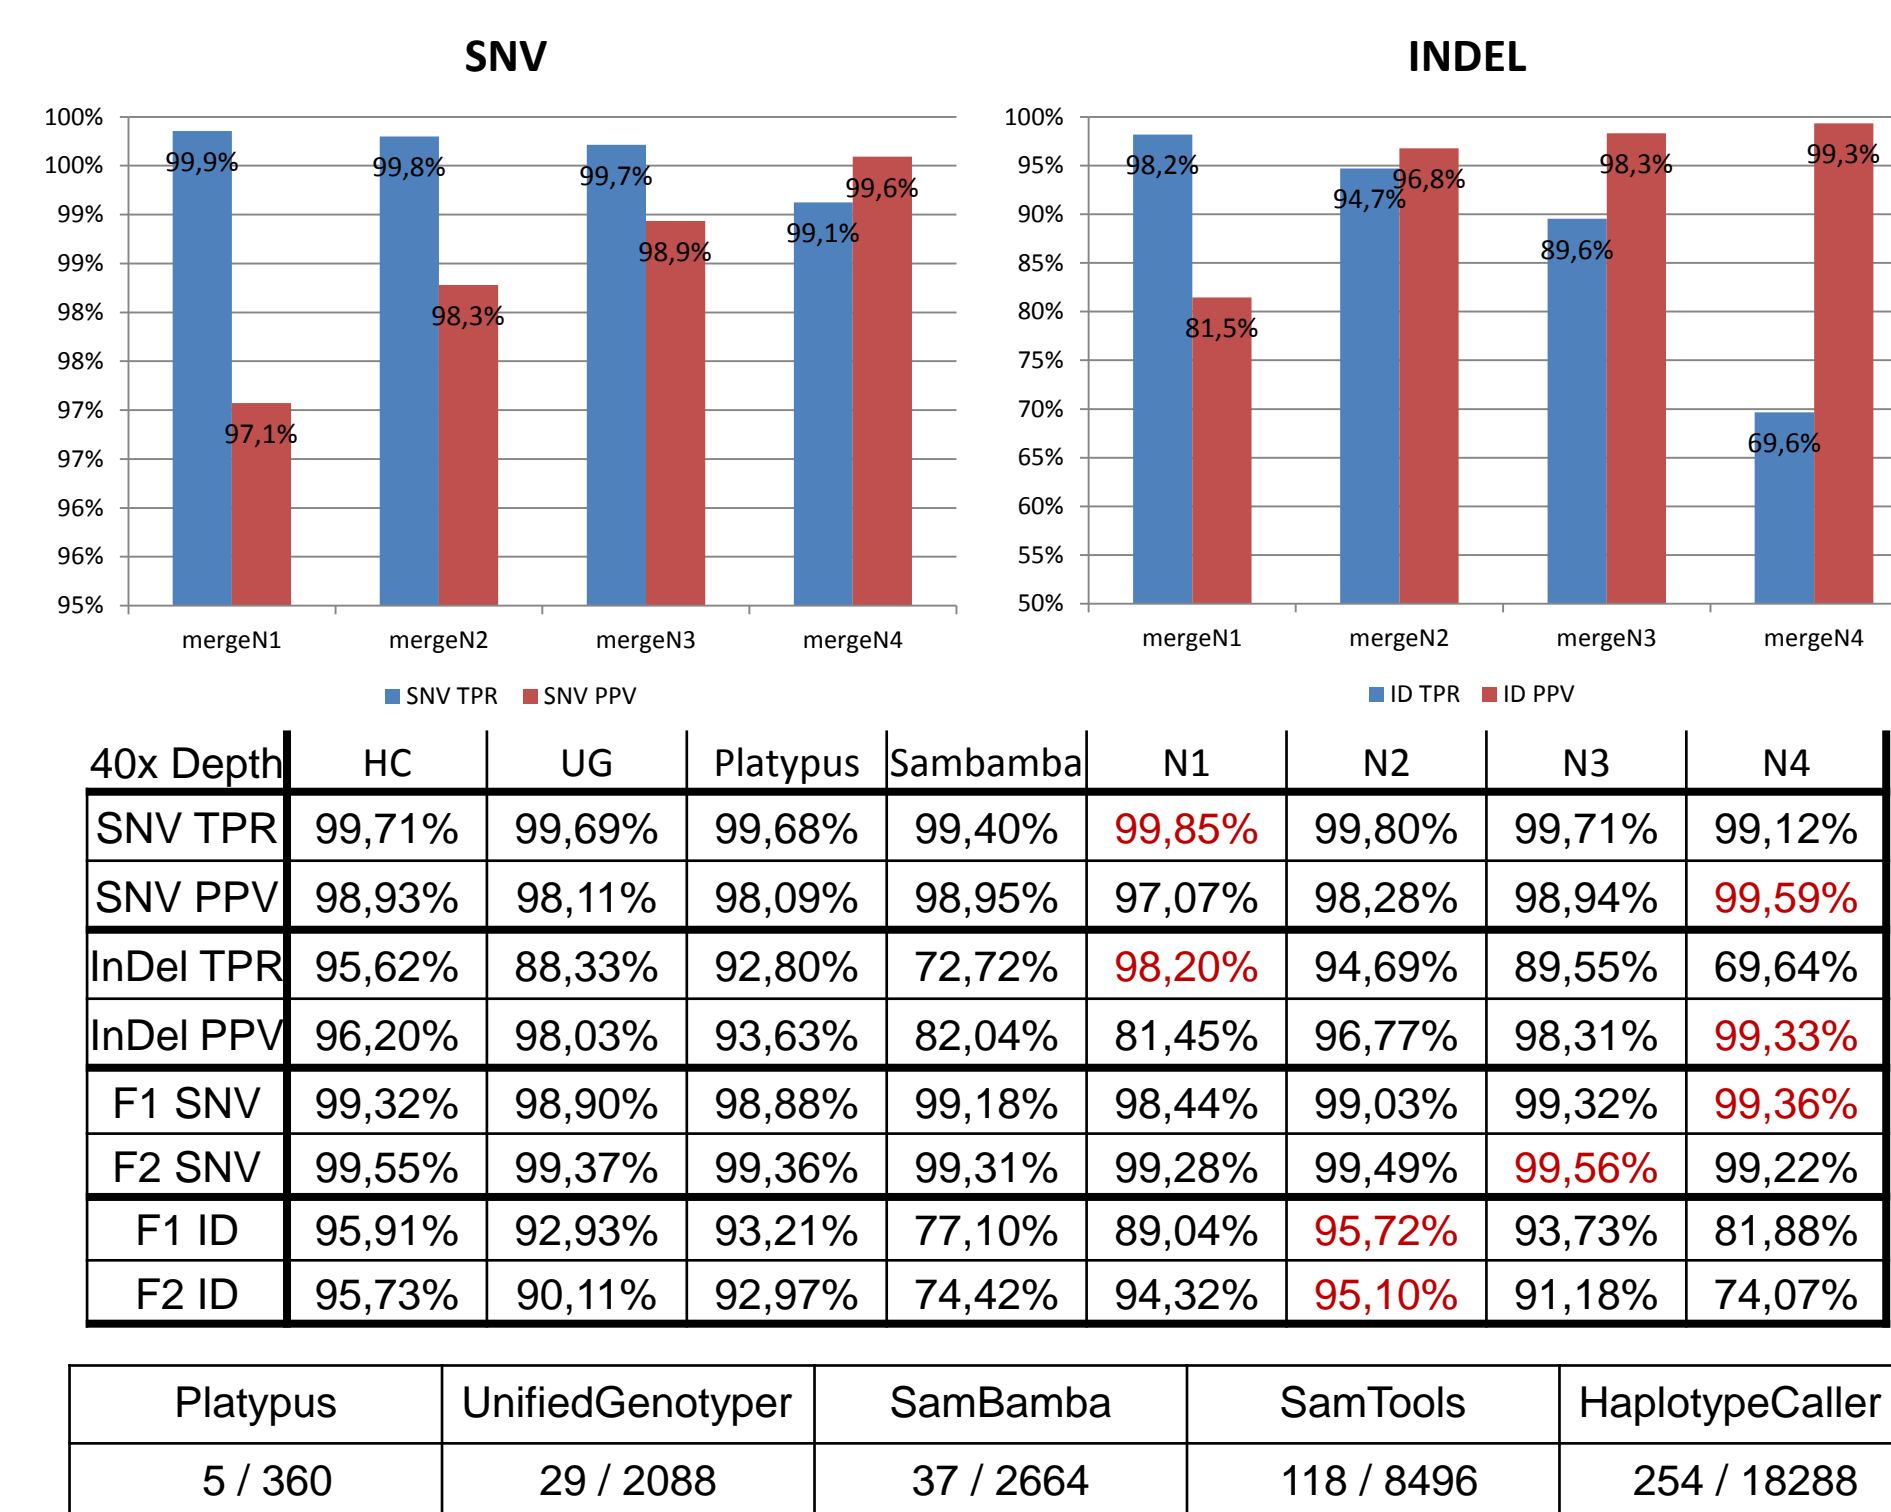 SNV
100%
100%
99%
99%
98%
98%
97%
97%
96%
96%
95%
99,9%
97,1%
99,8%
98,3%
99,7%
98,9%
99,1%
99,6%
mergeN1 mergeN2 mergeN3 mergeN4
SNV TPR SNV PPV
INDEL
100%
95%
90%
85%
80%
75%
70%
65%
60%
55%
50%
98,2%
81,5%
94,7%
96,8%
89,6%
98,3%
69,6%
99,3%
mergeN1 mergeN2 mergeN3 mergeN4
ID TPR ID PPV
40x Depth HC UG Platypus Sambamba N1 N2 N3 N4
SNV TPR 99,71% 99,69% 99,68% 99,40% 99,85% 99,80% 99,71% 99,12%
SNV PPV 98,93% 98,11% 98,09% 98,95% 97,07% 98,28% 98,94% 99,59%
InDel TPR 95,62% 88,33% 92,80% 72,72% 98,20% 94,69% 89,55% 69,64%
InDel PPV 96,20% 98,03% 93,63% 82,04% 81,45% 96,77% 98,31% 99,33%
F1 SNV 99,32% 98,90% 98,88% 99,18% 98,44% 99,03% 99,32% 99,36%
F2 SNV 99,55% 99,37% 99,36% 99,31% 99,28% 99,49% 99,56% 99,22%
F1 ID 95,91% 92,93% 93,21% 77,10% 89,04% 95,72% 93,73% 81,88%
F2 ID 95,73% 90,11% 92,97% 74,42% 94,32% 95,10% 91,18% 74,07%
Platypus UnifiedGenotyper SamBamba SamTools HaplotypeCaller
5 / 360 29 / 2088 37 / 2664 118 / 8496 254 / 18288